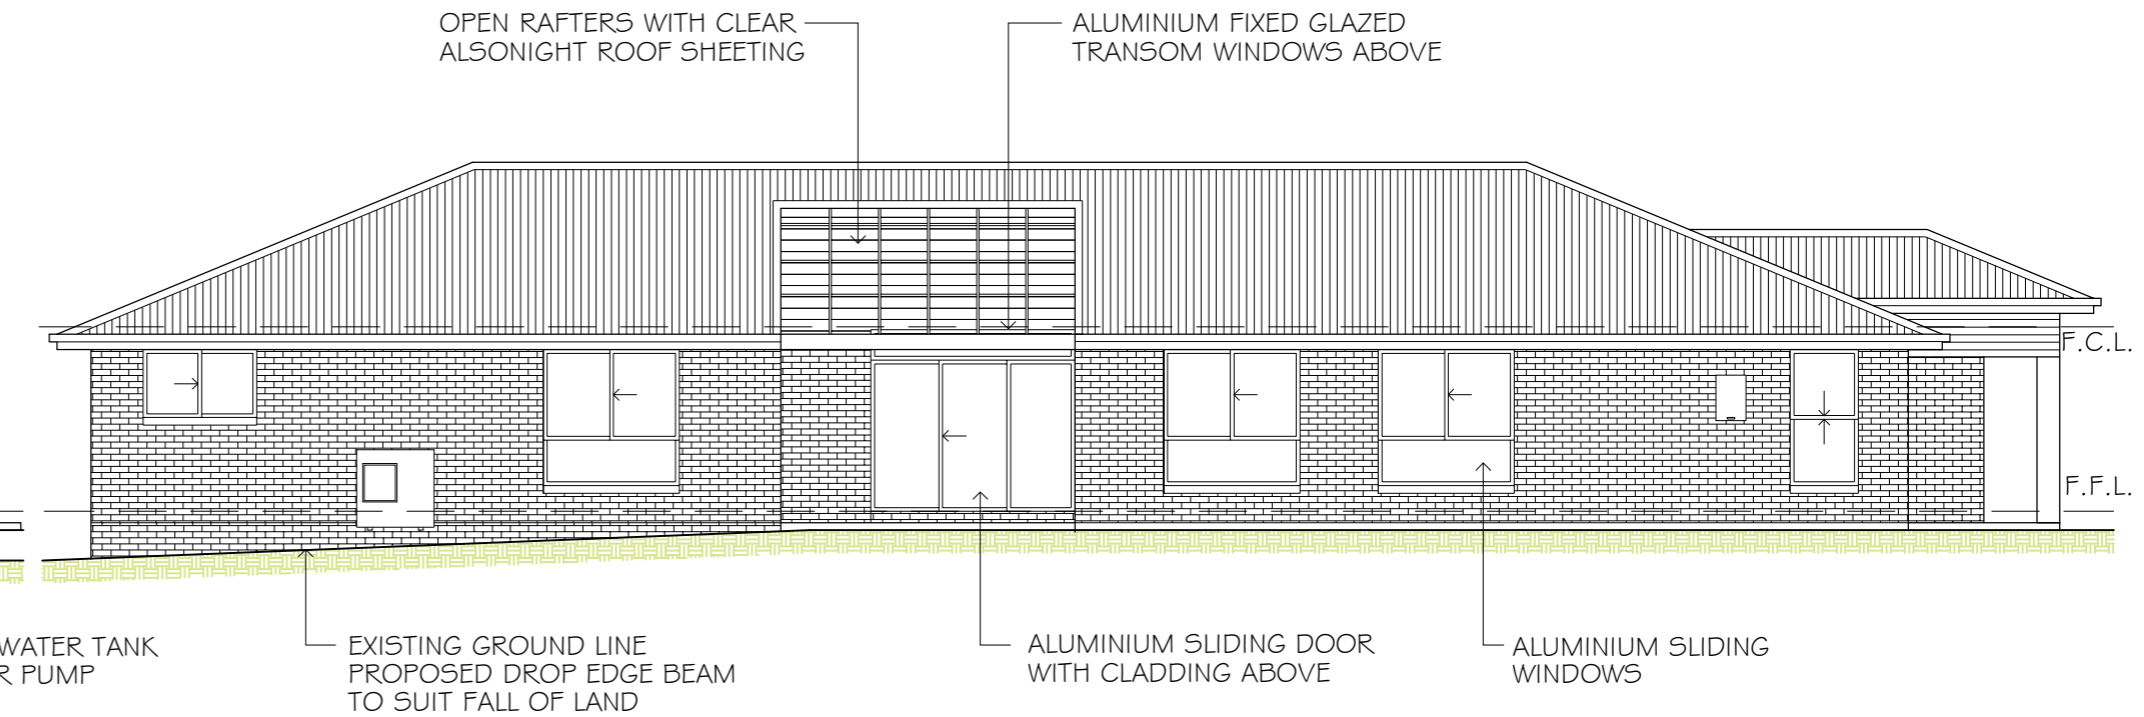 OPEN RAFTERS WITH CLEAR
ALSONIGHT ROOF SHEETING
ALUMINIUM FIXED GLAZED
TRANSOM WINDOWS ABOVE
F.C.L.
F.F.L.
WATER TANK
R PUMP
EXISTING GROUND LINE
PROPOSED DROP EDGE BEAM
TO SUIT FALL OF LAND
ALUMINIUM SLIDING DOOR
WITH CLADDING ABOVE
ALUMINIUM SLIDING
WINDOWS